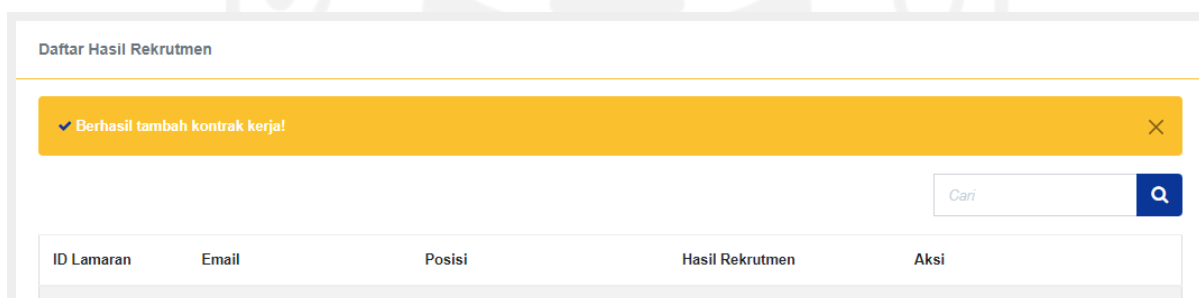 Daftar Hasil Rekrutmen
Berhasil tambah kontrak kerja!
Cari
ID Lamaran Email Posisi Hasil Rekrutmen Aksi